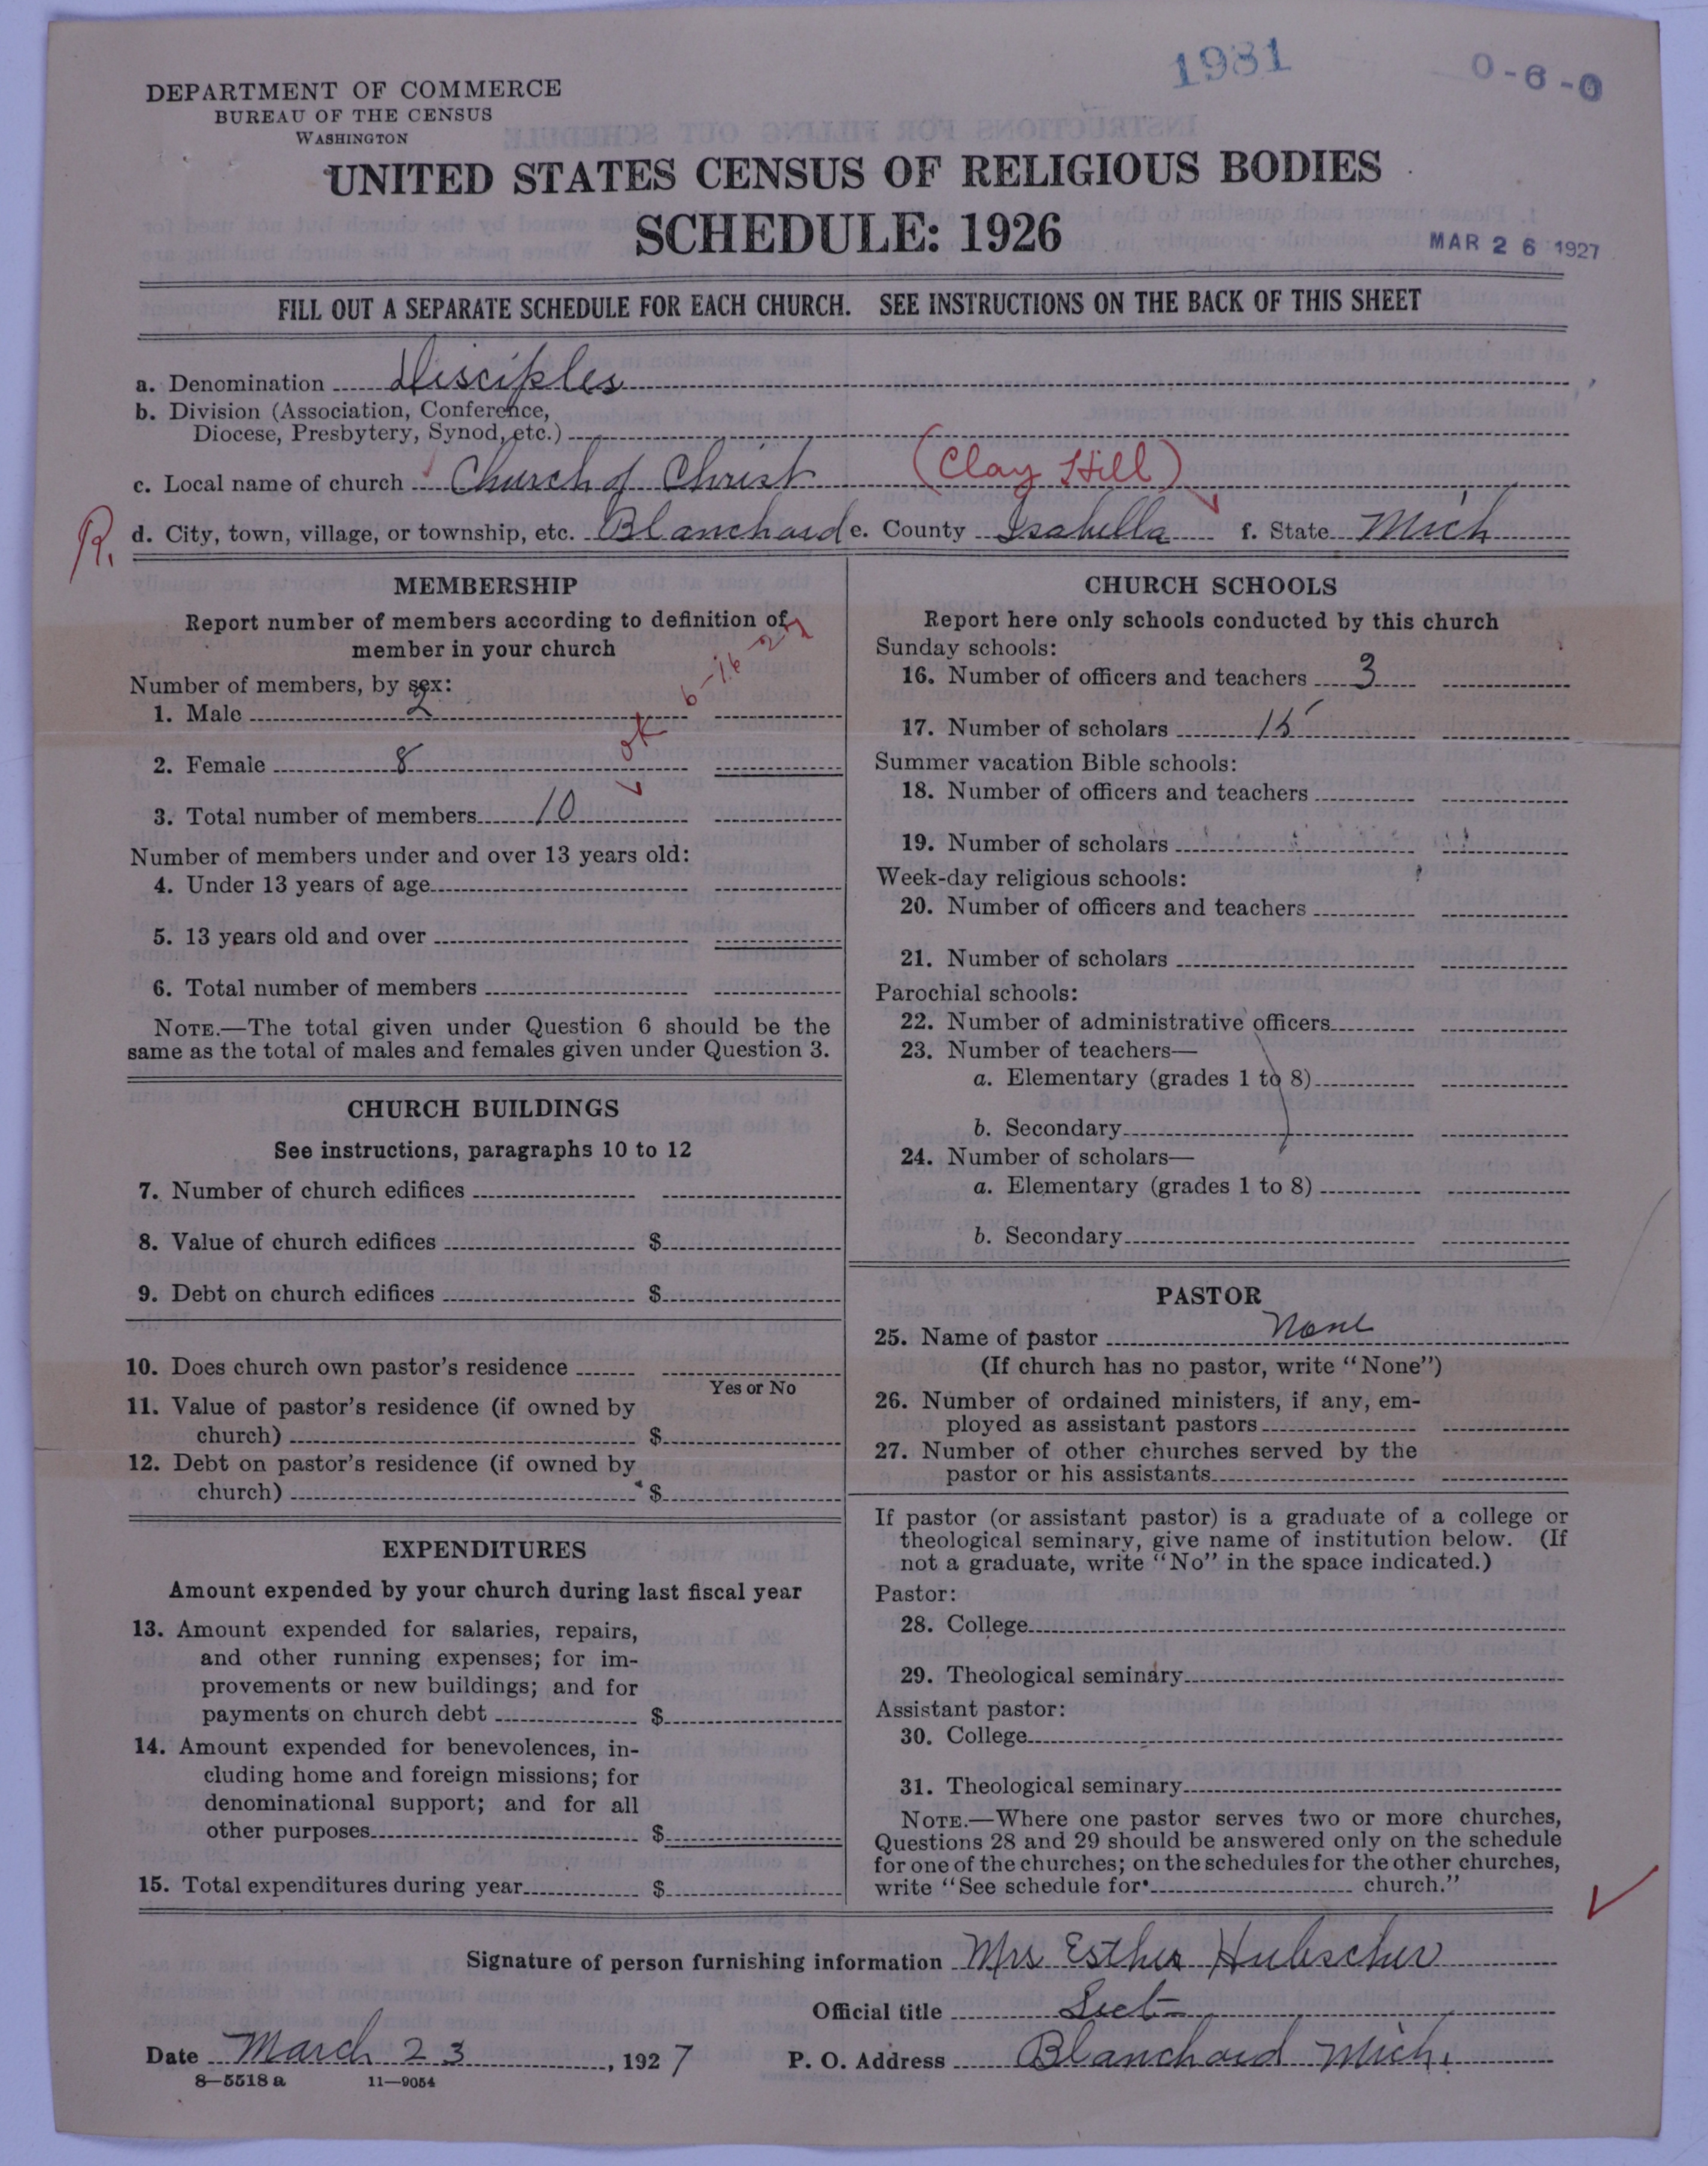 1981
0-6-0
DEPARTMENT OF COMMERCE
BUREAU OF THE CENSUS
WASHINGTON
UNITED STATES CENSUS OF RELIGIOUS BODIES
SCHEDULE: 1926
MAR 26 1927
FILL OUT A SEPARATE SCHEDULE FOR EACH CHURCH. SEE INSTRUCTIONS ON THE BACK OF THIS SHEET
a. Denomination Disciples
b. Division (Association, Conference,
Diocese, Presbytery, Synod, etc.)
c. Local name of church Church of Christ (Clay Hill)
R. d. City, town, village, or township, etc. Blanchard e. County Isabella f. State Mich
MEMBERSHIP
Report number of members according to definition of
member in your church
6-16-27
Number of members, by sex:
1. Male 2
2. Female 8
ok
3. Total number of members 10
Number of members under and over 13 years old:
4. Under 13 years of age
5. 13 years old and over
6. Total number of members
NOTE.—The total given under Question 6 should be the
same as the total of males and females given under Question 3.
CHURCH BUILDINGS
See instructions, paragraphs 10 to 12
7. Number of church edifices
8. Value of church edifices $
9. Debt on church edifices $
10. Does church own pastor's residence
Yes or No
11. Value of pastor's residence (if owned by
church) $
12. Debt on pastor's residence (if owned by
church) $
EXPENDITURES
Amount expended by your church during last fiscal year
13. Amount expended for salaries, repairs,
and other running expenses; for im-
provements or new buildings; and for
payments on church debt $
14. Amount expended for benevolences, in-
cluding home and foreign missions; for
denominational support; and for all
other purposes $
15. Total expenditures during year $
CHURCH SCHOOLS
Report here only schools conducted by this church
Sunday schools:
16. Number of officers and teachers 3
17. Number of scholars 15
Summer vacation Bible schools:
18. Number of officers and teachers
19. Number of scholars
Week-day religious schools:
20. Number of officers and teachers
21. Number of scholars
Parochial schools:
22. Number of administrative officers
23. Number of teachers—
a. Elementary (grades 1 to 8)
b. Secondary
24. Number of scholars—
a. Elementary (grades 1 to 8)
b. Secondary
PASTOR
25. Name of pastor None
(If church has no pastor, write "None")
26. Number of ordained ministers, if any, em-
ployed as assistant pastors
27. Number of other churches served by the
pastor or his assistants
If pastor (or assistant pastor) is a graduate of a college or
theological seminary, give name of institution below. (If
not a graduate, write "No" in the space indicated.)
Pastor:
28. College
29. Theological seminary
Assistant pastor:
30. College
31. Theological seminary
NOTE.—Where one pastor serves two or more churches,
Questions 28 and 29 should be answered only on the schedule
for one of the churches; on the schedules for the other churches,
write "See schedule for church."
Signature of person furnishing information Mrs Esther Hubscher
Official title Sect
Date March 23, 1927 P. O. Address Blanchard Mich.
8—5518 a 11—9054